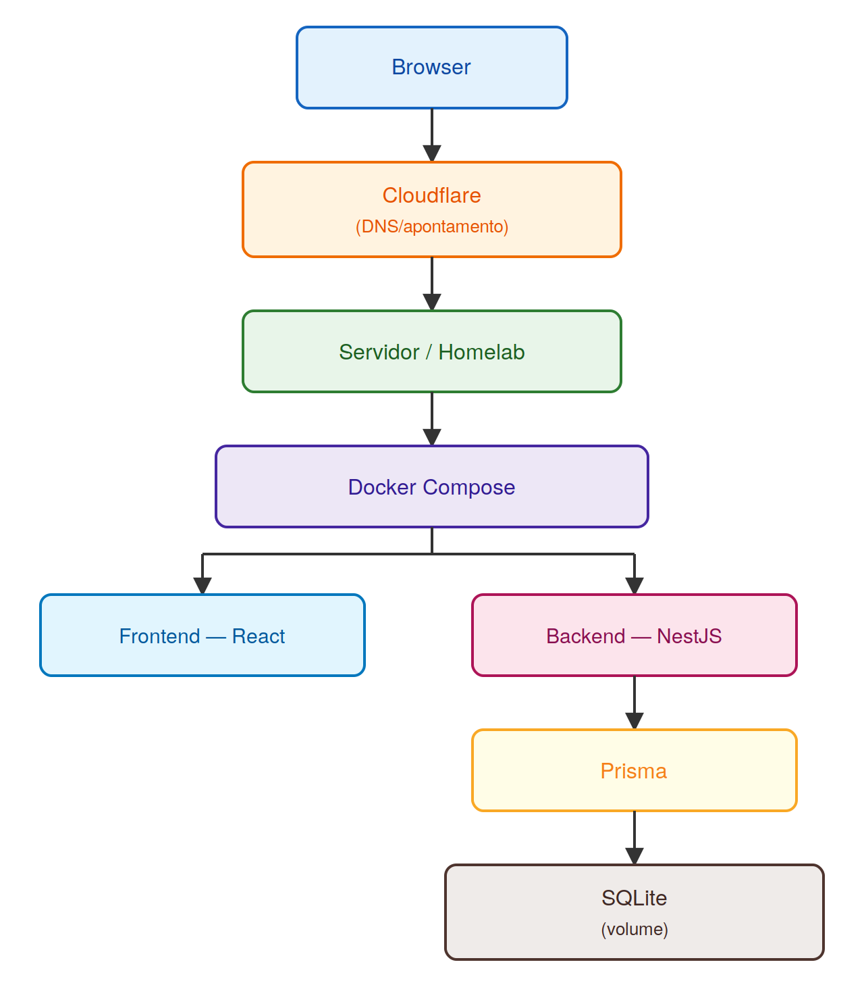 Browser
Cloudflare
(DNS/apontamento)
Servidor / Homelab
Docker Compose
Frontend — React
Backend — NestJS
Prisma
SQLite
(volume)